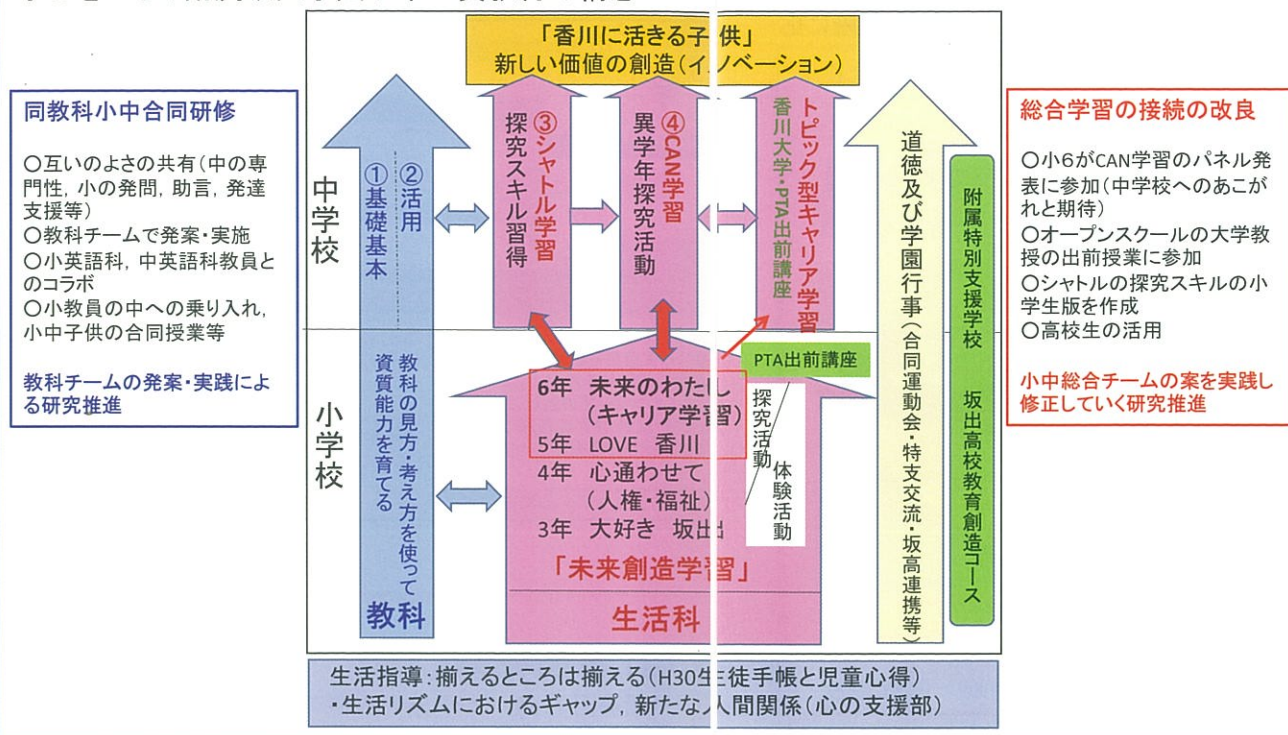 「香川に活きる子供」
新しい価値の創造(イノベーション)
同教科小中合同研修
○互いのよさの共有(中の専
門性, 小の発問, 助言, 発達
支援等)
○教科チームで発案・実施
○小英語科, 中英語科教員と
のコラボ
○小教員の中への乗り入れ,
小中子供の合同授業等
教科チームの発案・実践によ
る研究推進
中学校
小学校
①基礎基本
②活用
教科の見方・考え方を使って
資質能力を育てる
教科
③シャトル学習
探究スキル習得
④CAN学習
異学年探究活動
トピック型キャリア学習
香川大学・PTA出前講座
PTA出前講座
6年 未来のわたし
(キャリア学習)
5年 LOVE 香川
4年 心通わせて
(人権・福祉)
3年 大好き 坂出
探究活動
体験活動
「未来創造学習」
生活科
道徳及び学園行事(合同運動会・特支交流・坂高連携等)
附属特別支援学校 坂出高校教育創造コース
総合学習の接続の改良
○小6がCAN学習のパネル発
表に参加(中学校へのあこが
れと期待)
○オープンスクールの大学教
授の出前授業に参加
○シャトルの探究スキルの小
学生版を作成
○高校生の活用
小中総合チームの案を実践し
修正していく研究推進
生活指導:揃えるところは揃える(H30生徒手帳と児童心得)
・生活リズムにおけるギャップ, 新たな人間関係(心の支援部)